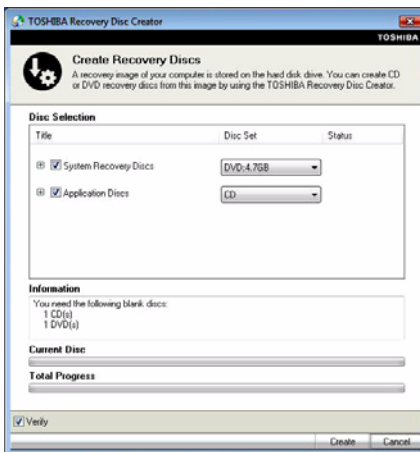 TOSHIBA Recovery Disc Creator
TOSHIBA
Create Recovery Discs
A recovery image of your computer is stored on the hard disk drive. You can create CD
or DVD recovery discs from this image by using the TOSHIBA Recovery Disc Creator.
Disc Selection
Title Disc Set Status
System Recovery Discs DVD:4.7GB
Application Discs CD
Information
You need the following blank discs:
1 CD(s)
1 DVD(s)
Current Disc
Total Progress
Verify
Create Cancel